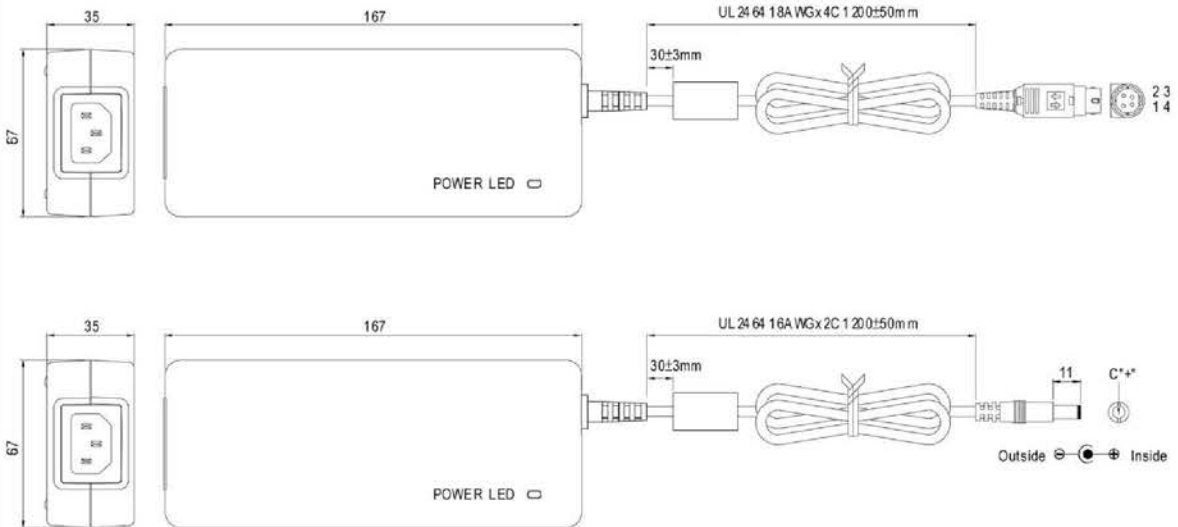 35
167
UL 2464 18AWGx4C 1200±50mm
30±3mm
67
2 3
1 4
POWER LED
35
167
UL 2464 16AWGx2C 1200±50mm
30±3mm
11
C"+"
67
Outside
Inside
POWER LED